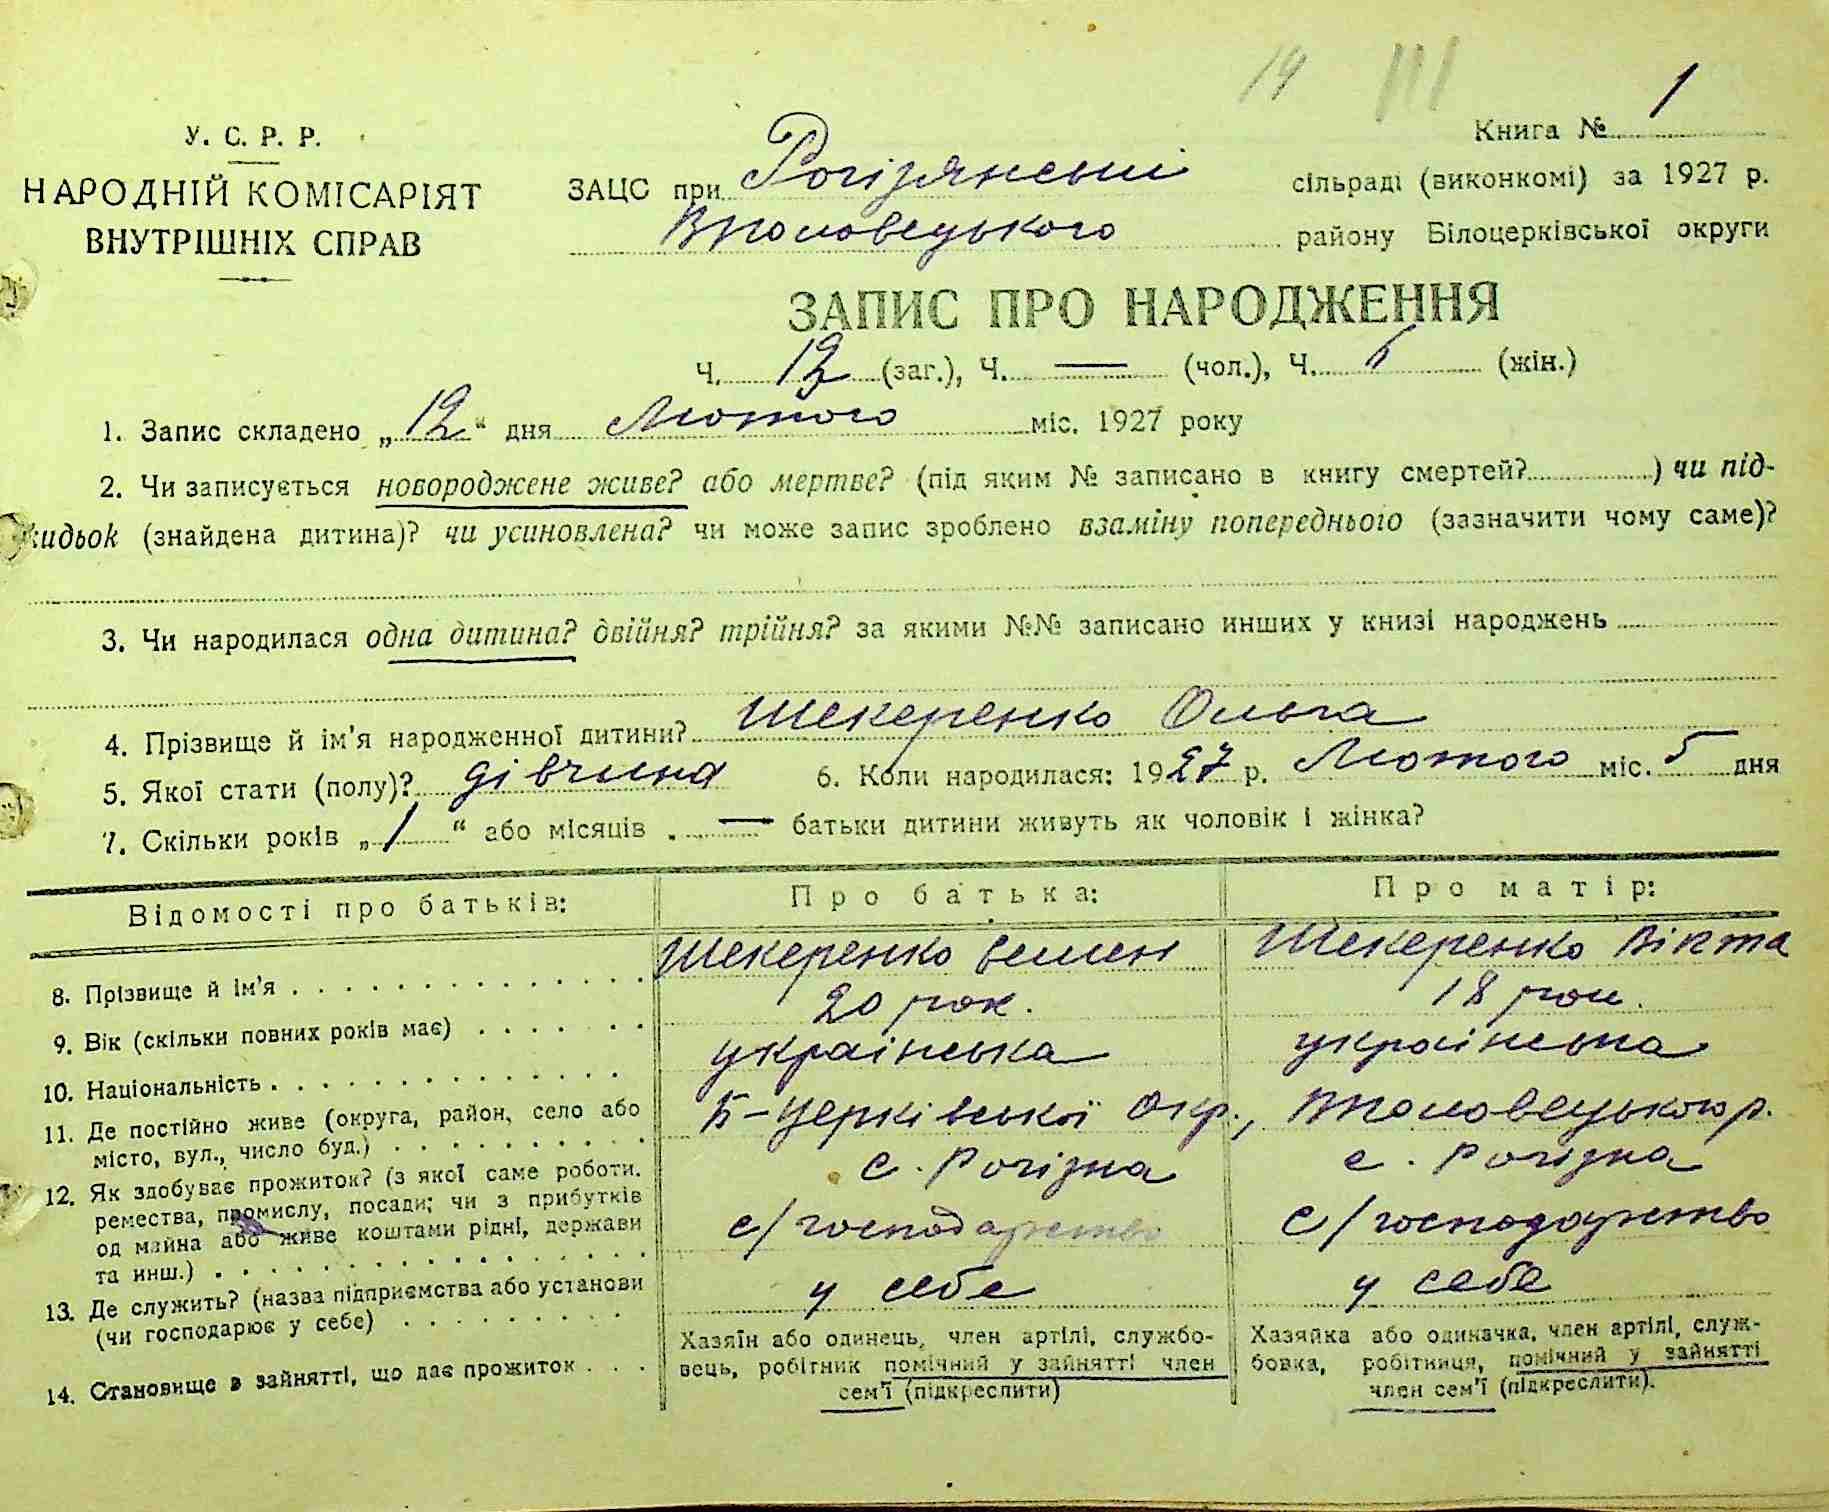 19 III
Книга № 1
У. С. Р. Р.
НАРОДНІЙ КОМІСАРІЯТ
ВНУТРІШНІХ СПРАВ
ЗАЦС при Рогізянські сільраді (виконкомі) за 1927 р.
Вполовецького району Білоцерківської округи
ЗАПИС ПРО НАРОДЖЕННЯ
Ч. 12 (заг.), Ч. — (чол.), Ч. 6 (жін.)
1. Запис складено „12“ дня Лютого міс. 1927 року
2. Чи записується новороджене живе? або мертве? (під яким № записано в книгу смертей?) чи під-
кидьок (знайдена дитина)? чи усиновлена? чи може запис зроблено взаміну попереднього (зазначити чому саме)?
3. Чи народилася одна дитина? двійня? трійня? за якими №№ записано инших у книзі народжень
4. Прізвище й ім'я народженної дитини? Шекеренко Ольга
5. Якої стати (полу)? дівчина 6. Коли народилася: 1927 р. Лютого міс. 5 дня
7. Скільки років „1“ або місяців — батьки дитини живуть як чоловік і жінка?
Відомості про батьків: Про батька: Про матір:
8. Прізвище й ім'я Шекеренко Семен Шекеренко Вікта
9. Вік (скільки повних років має) 20 рок. 18 рок.
10. Національність українська українська
11. Де постійно живе (округа, район, село або
місто, вул., число буд.) Б-Церківської Окр., Вполовецького р.
с. Рогізна с. Рогізна
12. Як здобуває прожиток? (з якої саме роботи.
ремества, промислу, посади; чи з прибутків
од майна або живе коштами рідні, держави
та инш.) с/господарство с/господарство
13. Де служить? (назва підприємства або установи
(чи господарює у себе) у себе у себе
14. Становище в зайнятті, що дає прожиток
Хазяїн або одинець, член артілі, службо-
вець, робітник помічний у зайнятті член
сем'ї (підкреслити)
Хазяйка або одиначка, член артілі, служ-
бовка, робітниця, помічний у зайнятті
член сем'ї (підкреслити).